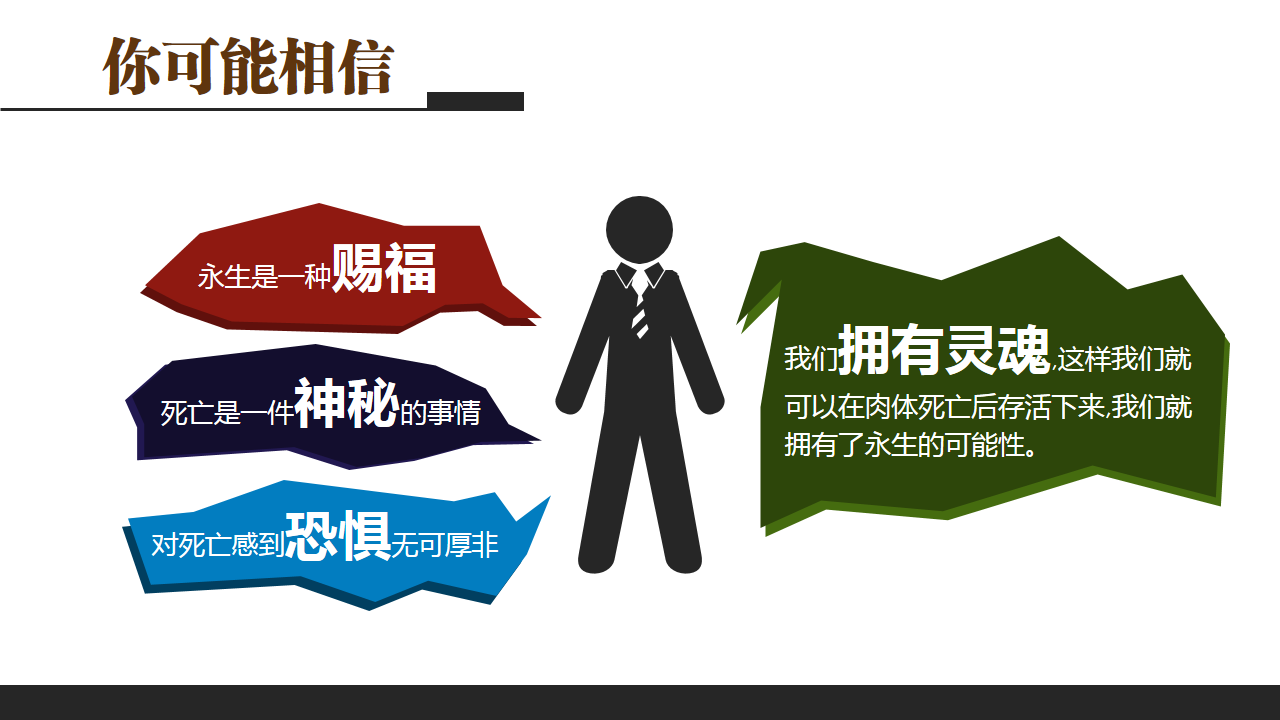 你可能相信
永生是一种赐福
死亡是一件神秘的事情
对死亡感到恐惧无可厚非
我们拥有灵魂,这样我们就
可以在肉体死亡后存活下来,我们就
拥有了永生的可能性。